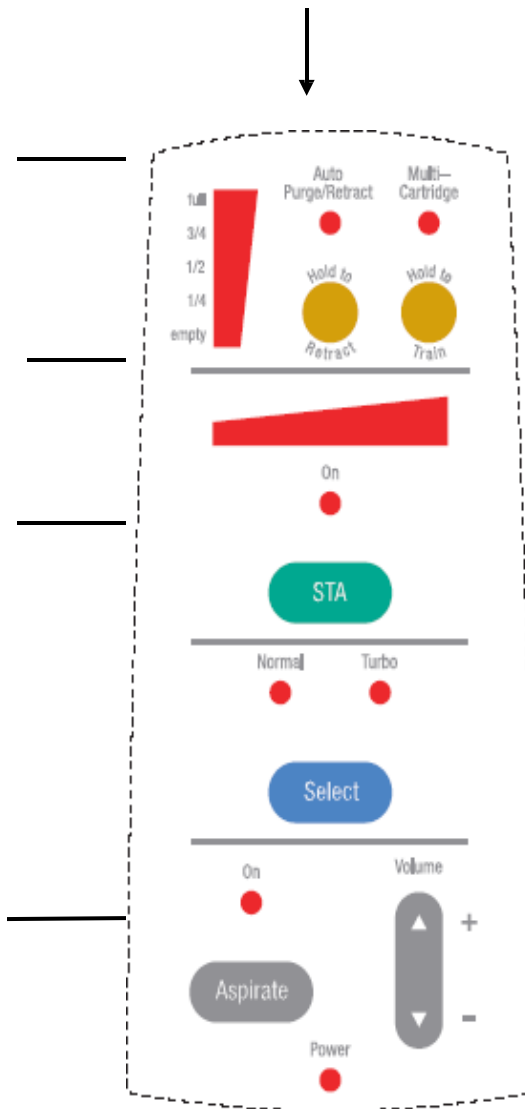 Auto
Purge/Retract
Multi–
Cartridge
full
3/4
1/2
1/4
empty
Hold to
Retract
Hold to
Train
On
STA
Normal
Turbo
Select
On
Volume
+
Aspirate
-
Power